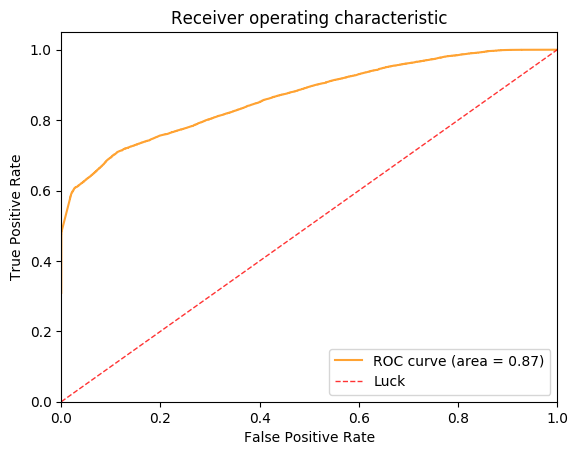 Receiver operating characteristic
True Positive Rate
1.0
0.8
0.6
0.4
0.2
0.0
ROC curve (area = 0.87)
Luck
0.0 0.2 0.4 0.6 0.8 1.0
False Positive Rate